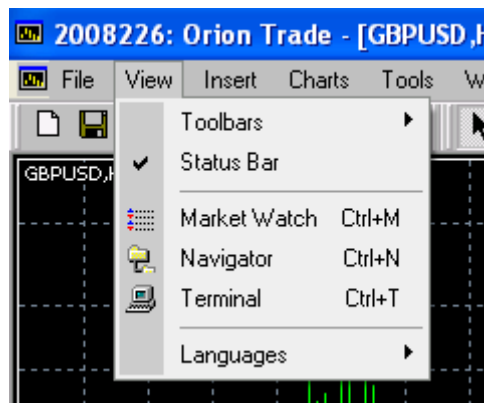 2008226: Orion Trade - [GBPUSD,
File View Insert Charts Tools
Toolbars
Status Bar
GBPUSD,
Market Watch Ctrl+M
Navigator Ctrl+N
Terminal Ctrl+T
Languages